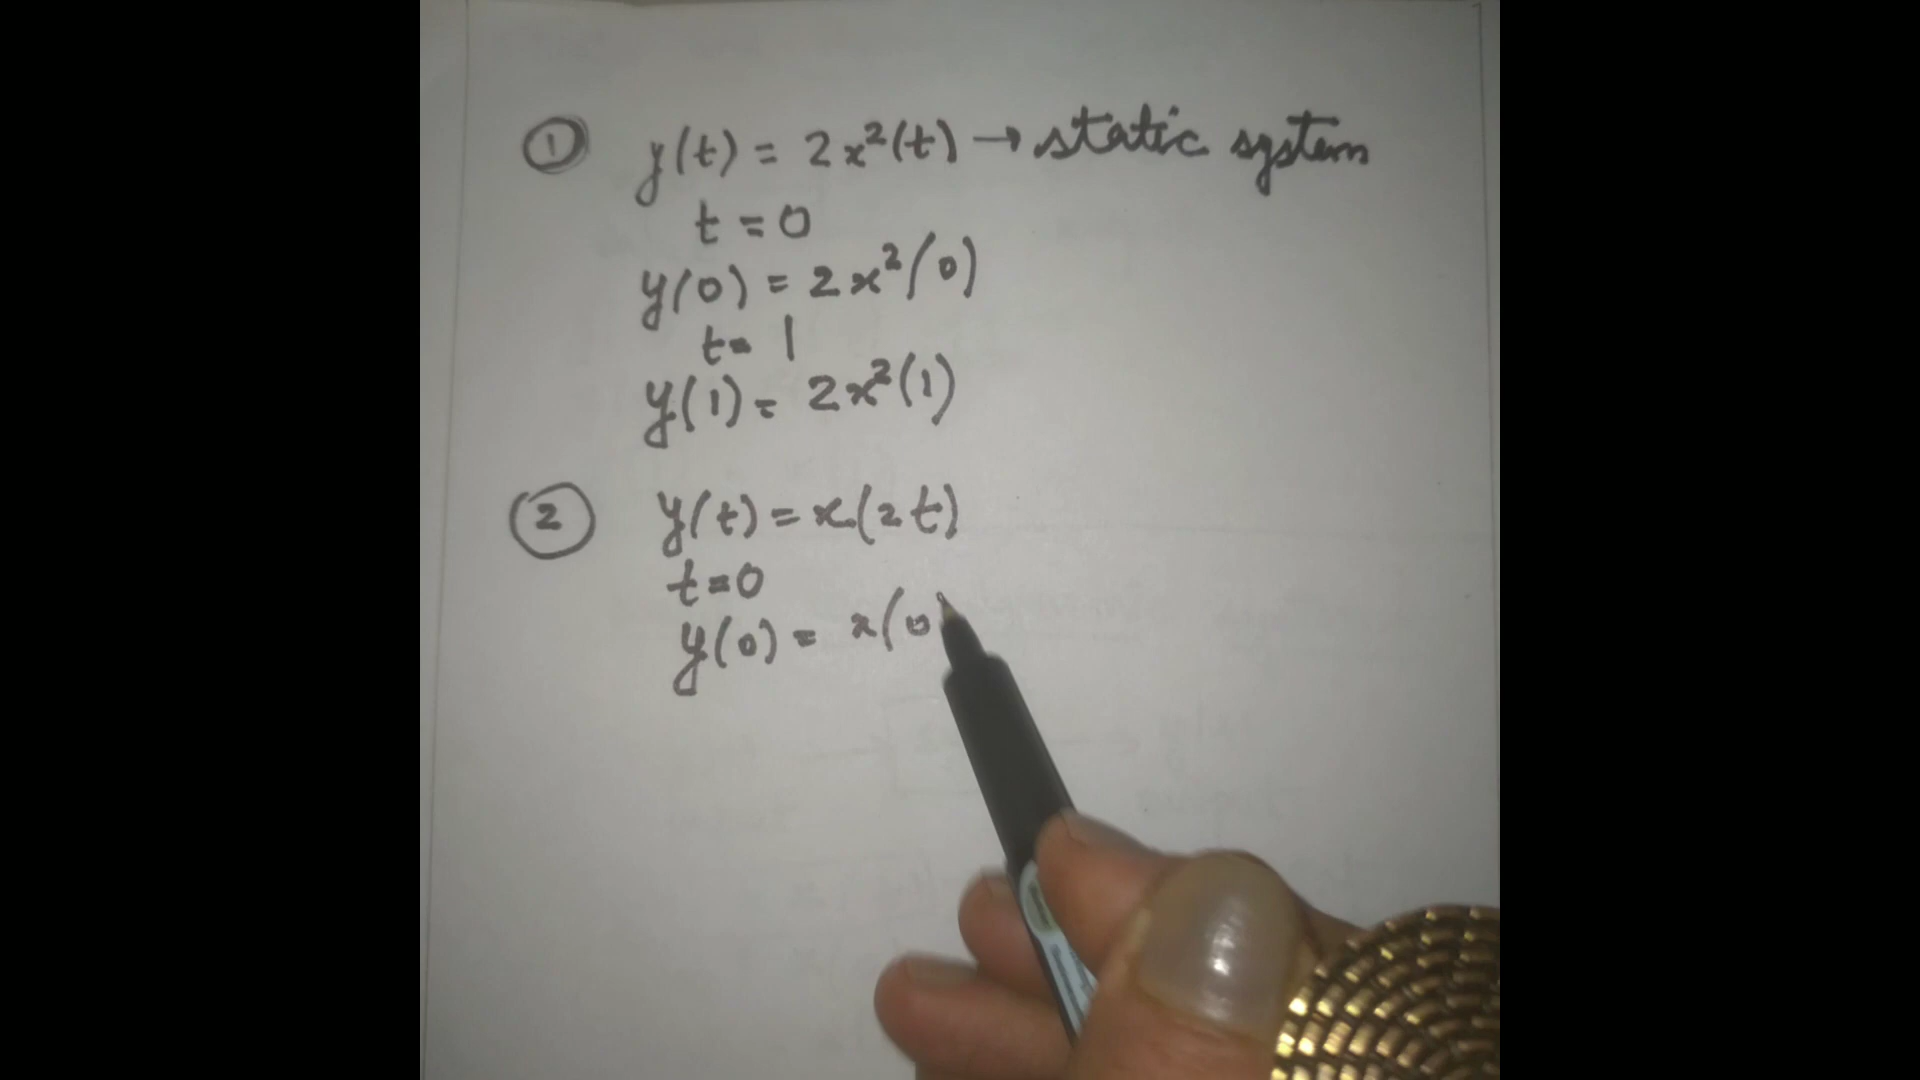 ① y(t) = 2x²(t) → static system
t = 0
y(0) = 2x²(0)
t = 1
y(1) = 2x²(1)
② y(t) = x(2t)
t = 0
y(0) = x(0)